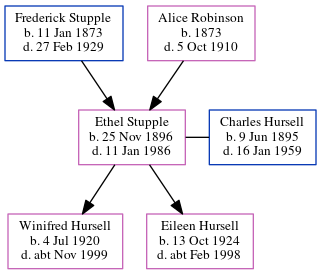 Frederick Stupple
b. 11 Jan 1873
d. 27 Feb 1929
Alice Robinson
b. 1873
d. 5 Oct 1910
Ethel Stupple
b. 25 Nov 1896
d. 11 Jan 1986
Charles Hursell
b. 9 Jun 1895
d. 16 Jan 1959
Winifred Hursell
b. 4 Jul 1920
d. abt Nov 1999
Eileen Hursell
b. 13 Oct 1924
d. abt Feb 1998